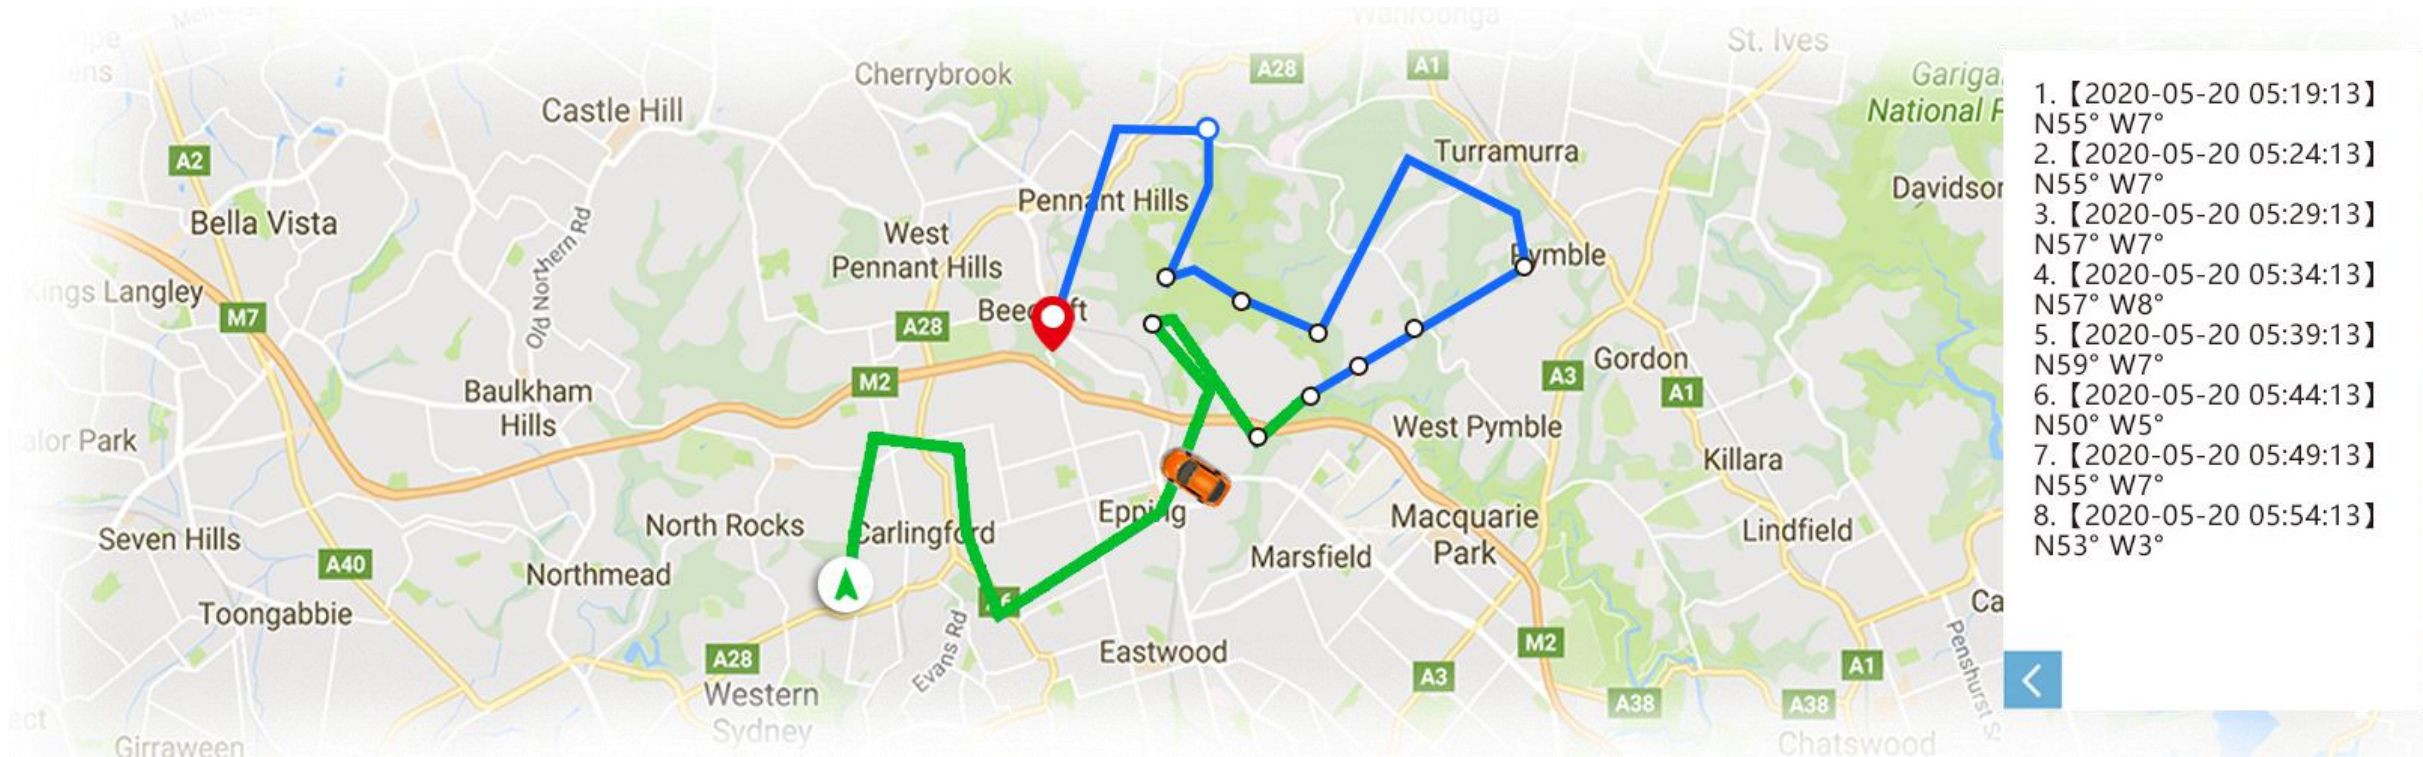 Wahroonga
St. Ives
Cherrybrook
A28
A1
Castle Hill
Turramurra
A2
Pennant Hills
Davidson
Bella Vista
West
Pennant Hills
Pymble
Kings Langley
M7
Old Northern Rd
A28
Beecroft
Gordon
A3
M2
A1
Baulkham
Hills
West Pymble
Killara
Seven Hills
A40
North Rocks
Carlingford
Epping
Macquarie
Park
Lindfield
Northmead
Marsfield
Toongabbie
Evans Rd
Eastwood
M2
A28
A3
A1
Penshurst S
Western
Sydney
A38
A38
Girraween
Chatswood
National
1.【2020-05-20 05:19:13】
N55° W7°
2.【2020-05-20 05:24:13】
N55° W7°
3.【2020-05-20 05:29:13】
N57° W7°
4.【2020-05-20 05:34:13】
N57° W8°
5.【2020-05-20 05:39:13】
N59° W7°
6.【2020-05-20 05:44:13】
N50° W5°
7.【2020-05-20 05:49:13】
N55° W7°
8.【2020-05-20 05:54:13】
N53° W3°